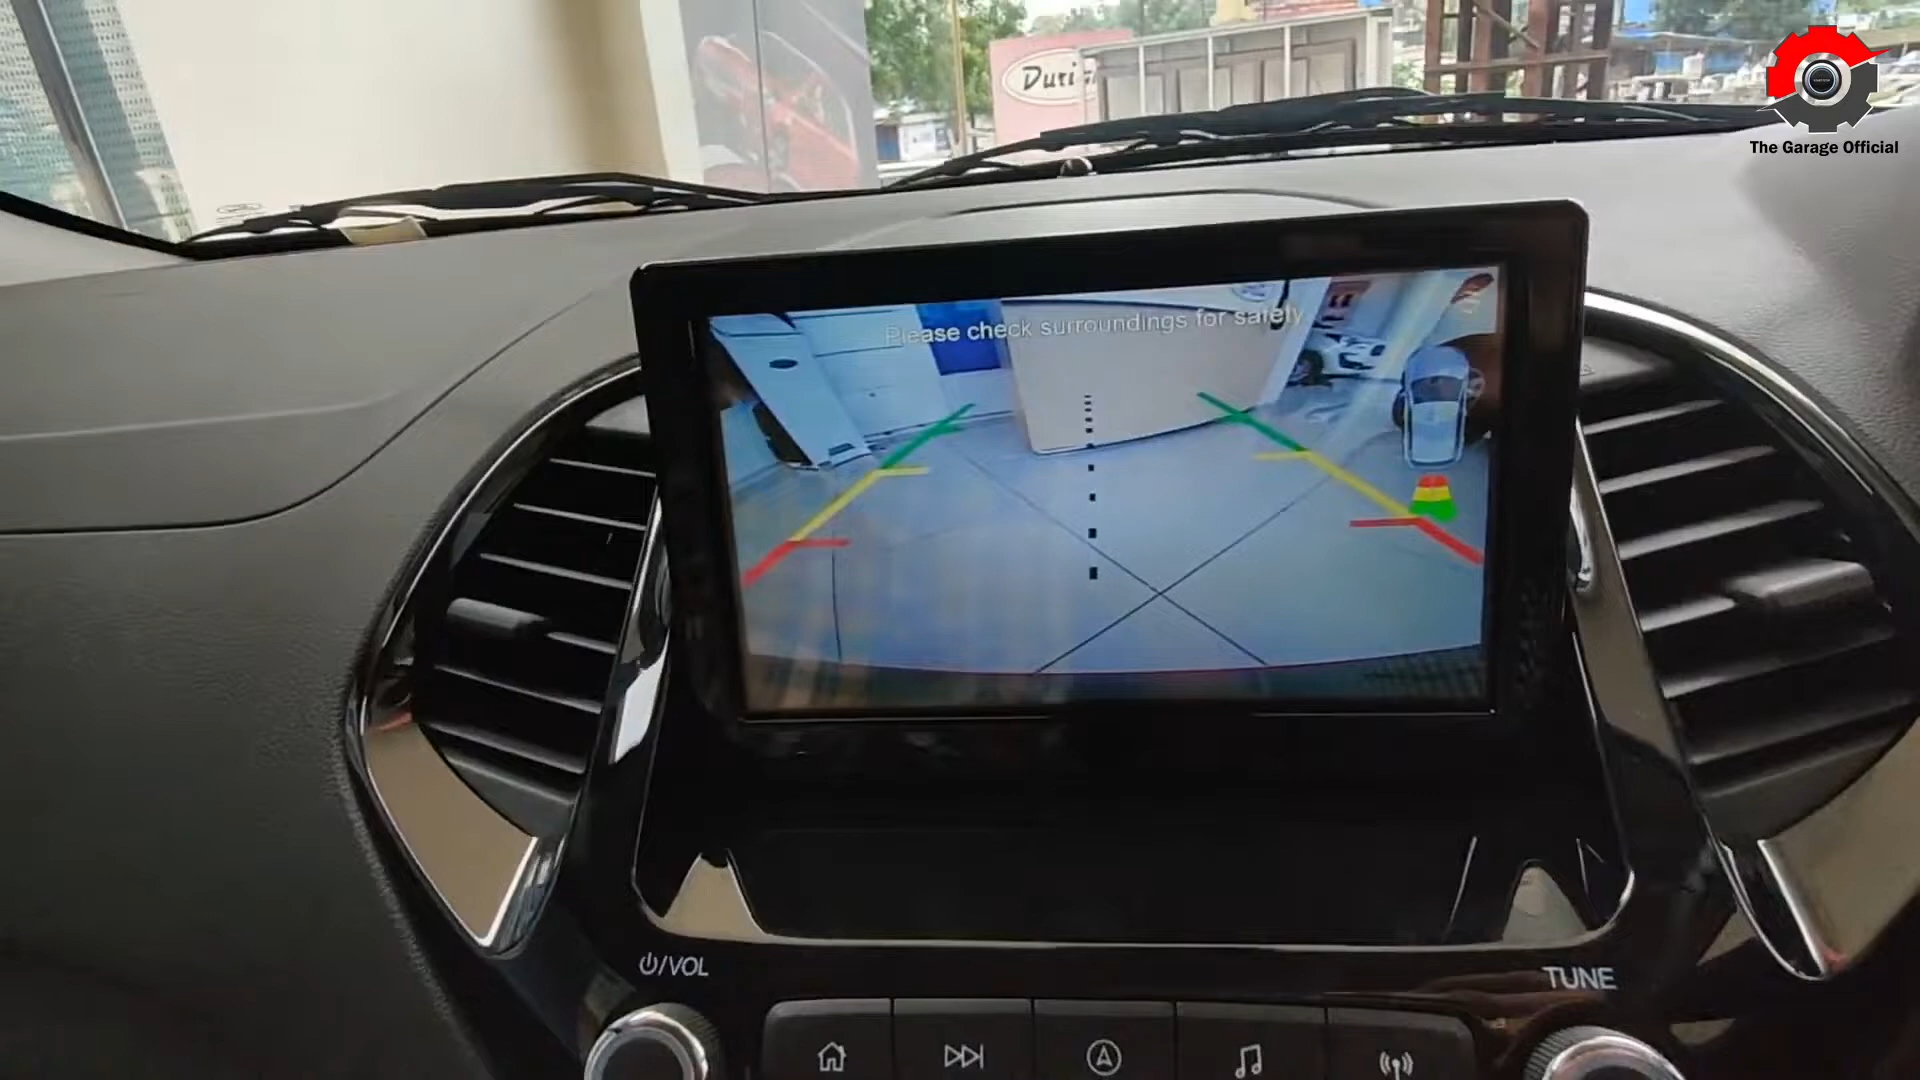 The Garage Official
Please check surroundings for safety
/VOL
TUNE